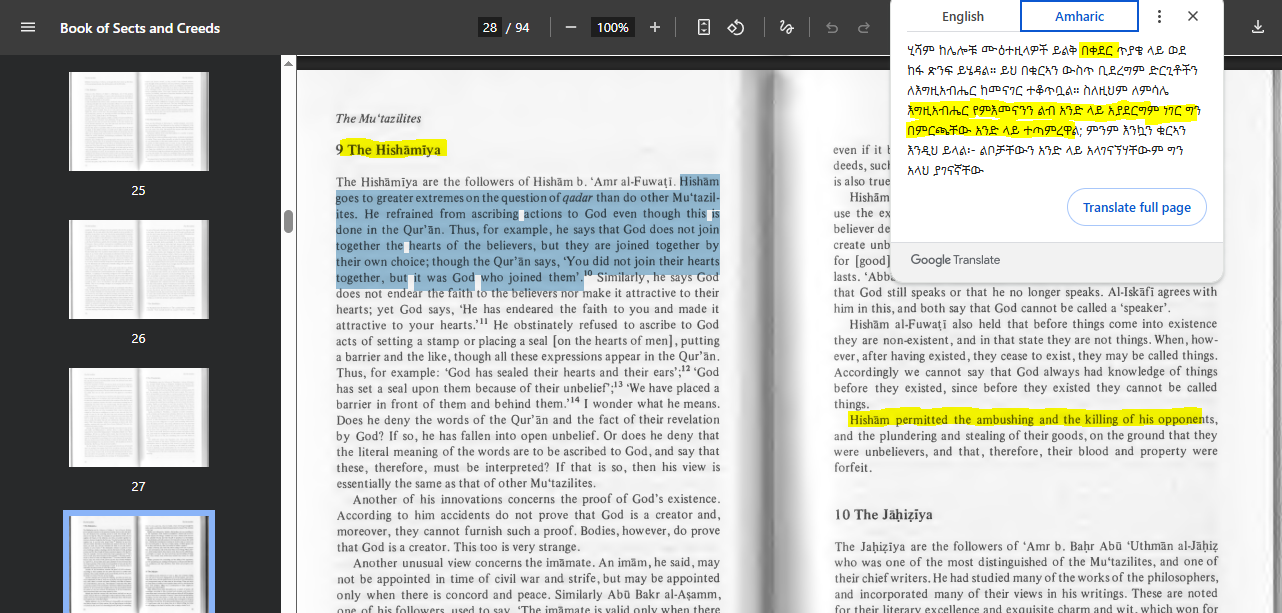 Book of Sects and Creeds
28 / 94
100%
25
26
27
English
Amharic
ሂሻም ከሌሎቹ ሙዕተዚላዎች ይልቅ በቀደር ጥያቄ ላይ ወደ
ከፋ ጽንፍ ይሄዳል። ይህ በቁርኣን ውስጥ ቢደረግም ድርጊቶችን
ለእግዚአብሔር ከመናገር ተቆጥቧል። ስለዚህም ለምሳሌ
እግዚአብሔር የምእመናንን ልብ አንድ ላይ አያደርግም ነገር ግን
በምርጫቸው አንድ ላይ ተጣምረዋል; ምንም እንኳን ቁርኣን
እንዲህ ይላል፡- ልቦቻቸውን አንድ ላይ አላገናኘሃቸውም ግን
አላህ ያገናኛቸው
Translate full page
Google Translate
The Mu‘tazilites
9 The Hishāmīya
The Hishāmīya are the followers of Hishām b. ‘Amr al-Fuwaṭī. Hishām
goes to greater extremes on the question of qadar than do other Mu‘tazil-
ites. He refrained from ascribing actions to God even though this is
done in the Qur’ān. Thus, for example, he says that God does not join
together the hearts of the believers, but they are joined together by
their own choice; though the Qur’ān says, ‘You did not join their hearts
together, but it was God who joined them’.¹⁰ Similarly, he says God
does not endear the faith to the believers nor make it attractive to their
hearts; yet God says, ‘He has endeared the faith to you and made it
attractive to your hearts.’¹¹ He obstinately refused to ascribe to God
acts of setting a stamp or placing a seal [on the hearts of men], putting
a barrier and the like, though all these expressions appear in the Qur’ān.
Thus, for example: ‘God has sealed their hearts and their ears’;¹² ‘God
has set a seal upon them because of their unbelief’;¹³ ‘We have placed a
barrier in front of them and behind them.’¹⁴ I wonder what he means.
Does he deny the words of the Qur’ān and the fact of their revelation
by God? If so, he has fallen into open unbelief. Or does he deny that
the literal meaning of the words are to be ascribed to God, and say that
these, therefore, must be interpreted? If that is so, then his view is
essentially the same as that of other Mu‘tazilites.
Another of his innovations concerns the proof of God’s existence.
According to him accidents do not prove that God is a creator and,
moreover, they cannot furnish such a proof. Bodies, however, do prove
that God is a creator. This too is very strange.
Another unusual view concerns the imāmate. An imām, he said, may
not be appointed in time of civil war and strife, but may be appointed
only when there is concord and peace. Similarly Abū Bakr al-Aṣamm,
one of his followers, used to say, ‘The imāmate is valid only when there
even if it
deeds, suc
is also true
Hishām
use the ex
believer de
create unb
for [good]
lasts. ‘Abb
that God still speaks or that he no longer speaks. Al-Iskāfī agrees with
him in this, and both say that God cannot be called a ‘speaker’.
Hishām al-Fuwaṭī also held that before things come into existence
they are non-existent, and in that state they are not things. When, how-
ever, after having existed, they cease to exist, they may be called things.
Accordingly we cannot say that God always had knowledge of things
before they existed, since before they existed they cannot be called
things.
Hishām permitted the ambushing and the killing of his opponents,
and the plundering and stealing of their goods, on the ground that they
were unbelievers, and that, therefore, their blood and property were
forfeit.
10 The Jāḥiẓīya
The Jaḥiẓīya are the followers of ‘Amr b. Baḥr Abū ‘Uthmān al-Jāḥiẓ
who was one of the most distinguished of the Mu‘tazilites, and one of
their chief writers. He had studied many of the works of the philosophers,
and incorporated many of their views in his writings. These are noted
for their literary excellence and exquisite charm and wit, which won for